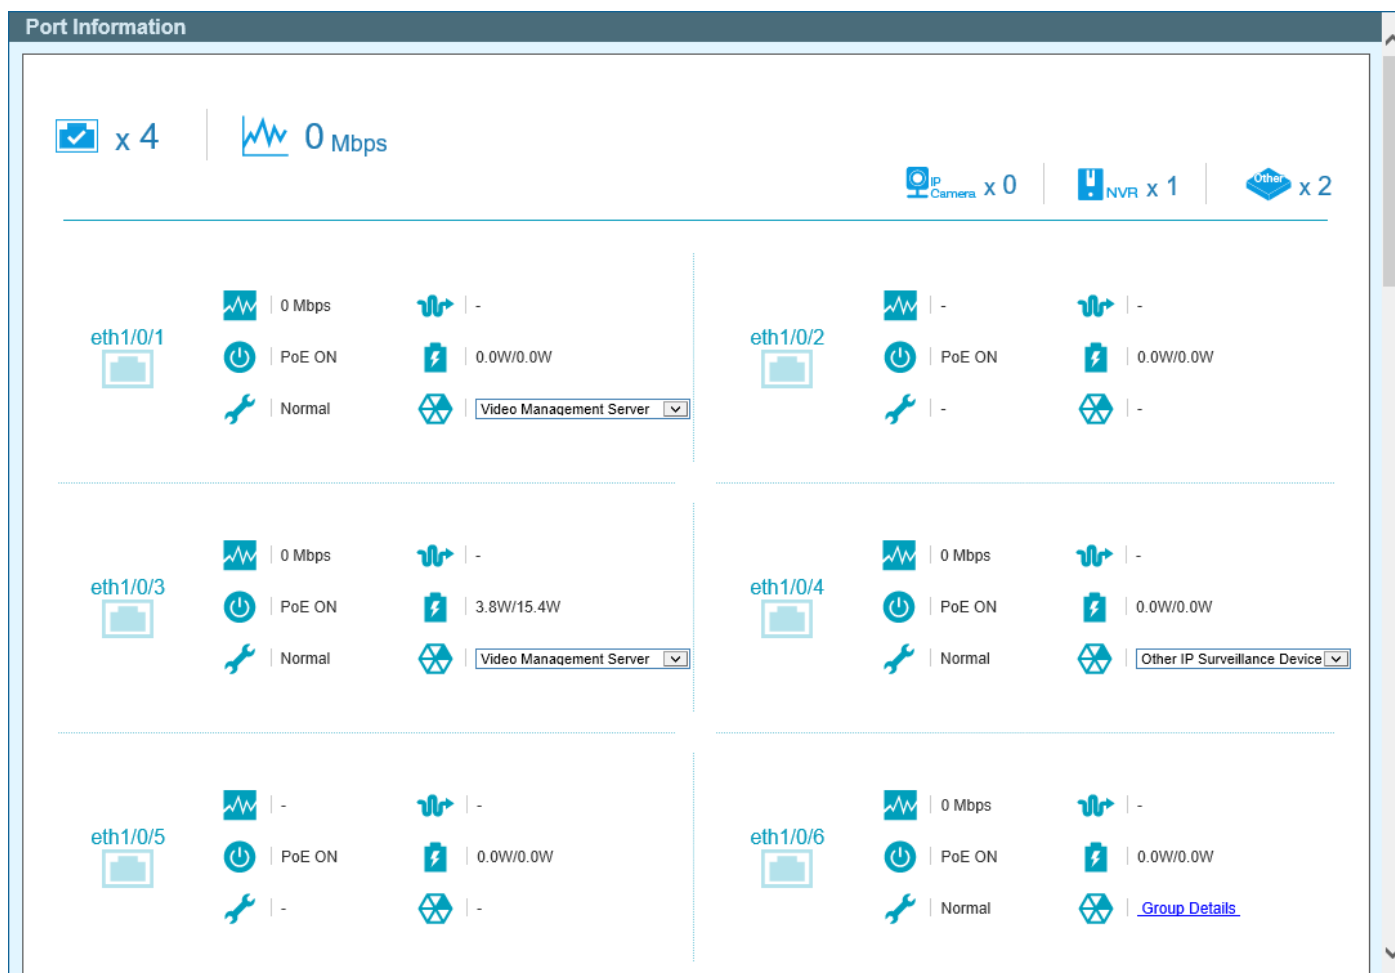 Port Information
x 4
0 Mbps
IP Camera x 0
NVR x 1
Other x 2
eth1/0/1
0 Mbps
-
PoE ON
0.0W/0.0W
Normal
Video Management Server
eth1/0/2
-
-
PoE ON
0.0W/0.0W
-
-
eth1/0/3
0 Mbps
-
PoE ON
3.8W/15.4W
Normal
Video Management Server
eth1/0/4
0 Mbps
-
PoE ON
0.0W/0.0W
Normal
Other IP Surveillance Device
eth1/0/5
-
-
PoE ON
0.0W/0.0W
-
-
eth1/0/6
0 Mbps
-
PoE ON
0.0W/0.0W
Normal
Group Details